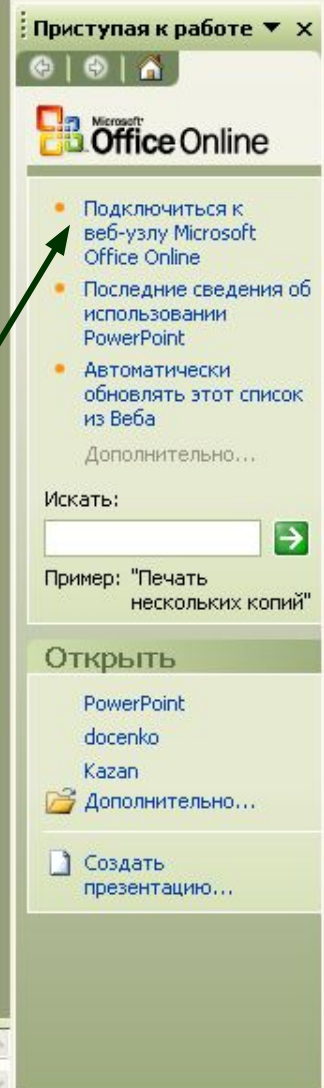 Приступая к работе
Microsoft
Office Online
Подключиться к
веб-узлу Microsoft
Office Online
Последние сведения об
использовании
PowerPoint
Автоматически
обновлять этот список
из Веба
Дополнительно...
Искать:
Пример: "Печать
нескольких копий"
Открыть
PowerPoint
docenko
Kazan
Дополнительно...
Создать
презентацию...